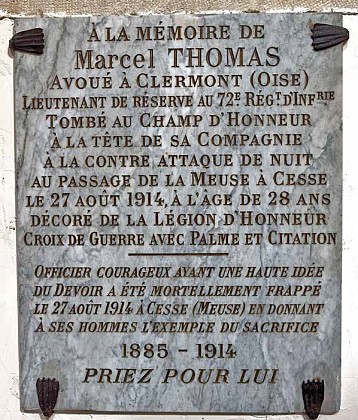 À LA MÉMOIRE DE
Marcel THOMAS
AVOUÉ À CLERMONT (OISE)
LIEUTENANT DE RÉSERVE AU 72E RÉGT. D'INFRIE
TOMBÉ AU CHAMP D'HONNEUR
À LA TÊTE DE SA COMPAGNIE
À LA CONTRE ATTAQUE DE NUIT
AU PASSAGE DE LA MEUSE À CESSE
LE 27 AOÛT 1914, À L'ÂGE DE 28 ANS
DÉCORÉ DE LA LÉGION D'HONNEUR
CROIX DE GUERRE AVEC PALME ET CITATION
OFFICIER COURAGEUX AYANT UNE HAUTE IDÉE
DU DEVOIR A ÉTÉ MORTELLEMENT FRAPPÉ
LE 27 AOÛT 1914 À CESSE (MEUSE) EN DONNANT
À SES HOMMES L'EXEMPLE DU SACRIFICE
1885 - 1914
PRIEZ POUR LUI